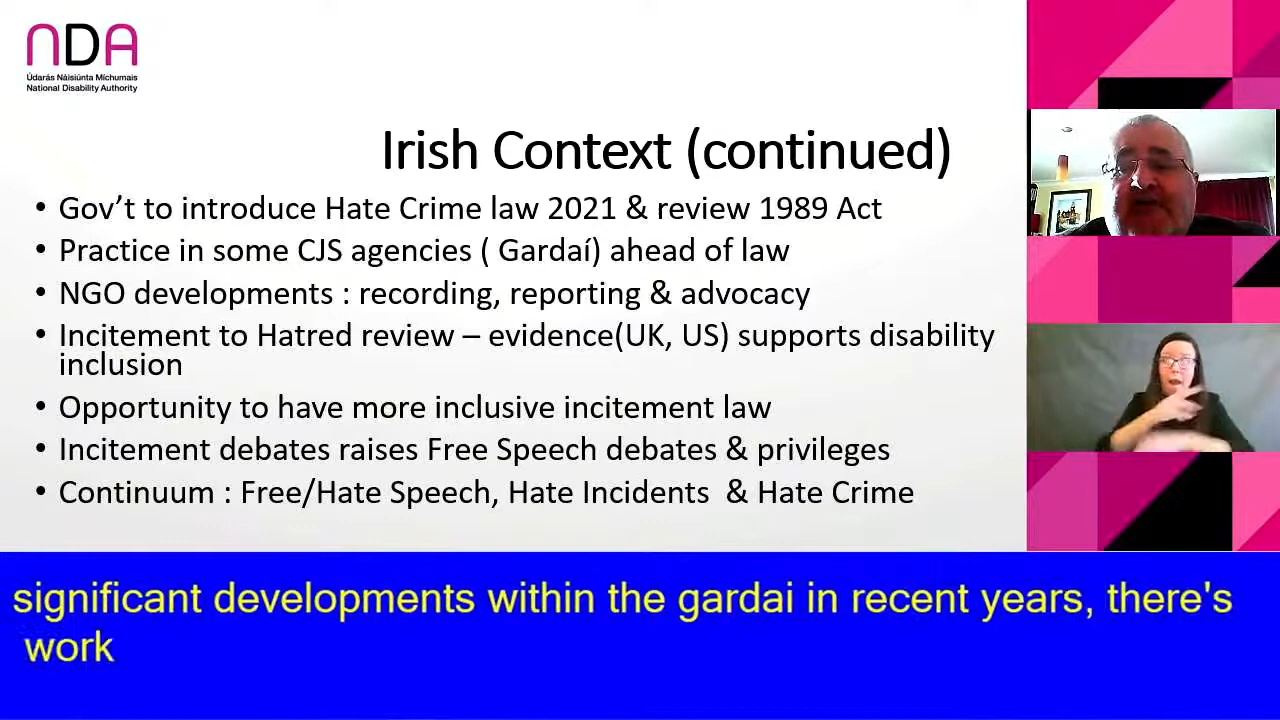 nDA
Údarás Náisiúnta Míchumais
National Disability Authority
Irish Context (continued)
• Gov’t to introduce Hate Crime law 2021 & review 1989 Act
• Practice in some CJS agencies ( Gardaí) ahead of law
• NGO developments : recording, reporting & advocacy
• Incitement to Hatred review – evidence(UK, US) supports disability
inclusion
• Opportunity to have more inclusive incitement law
• Incitement debates raises Free Speech debates & privileges
• Continuum : Free/Hate Speech, Hate Incidents & Hate Crime
significant developments within the gardai in recent years, there's
work